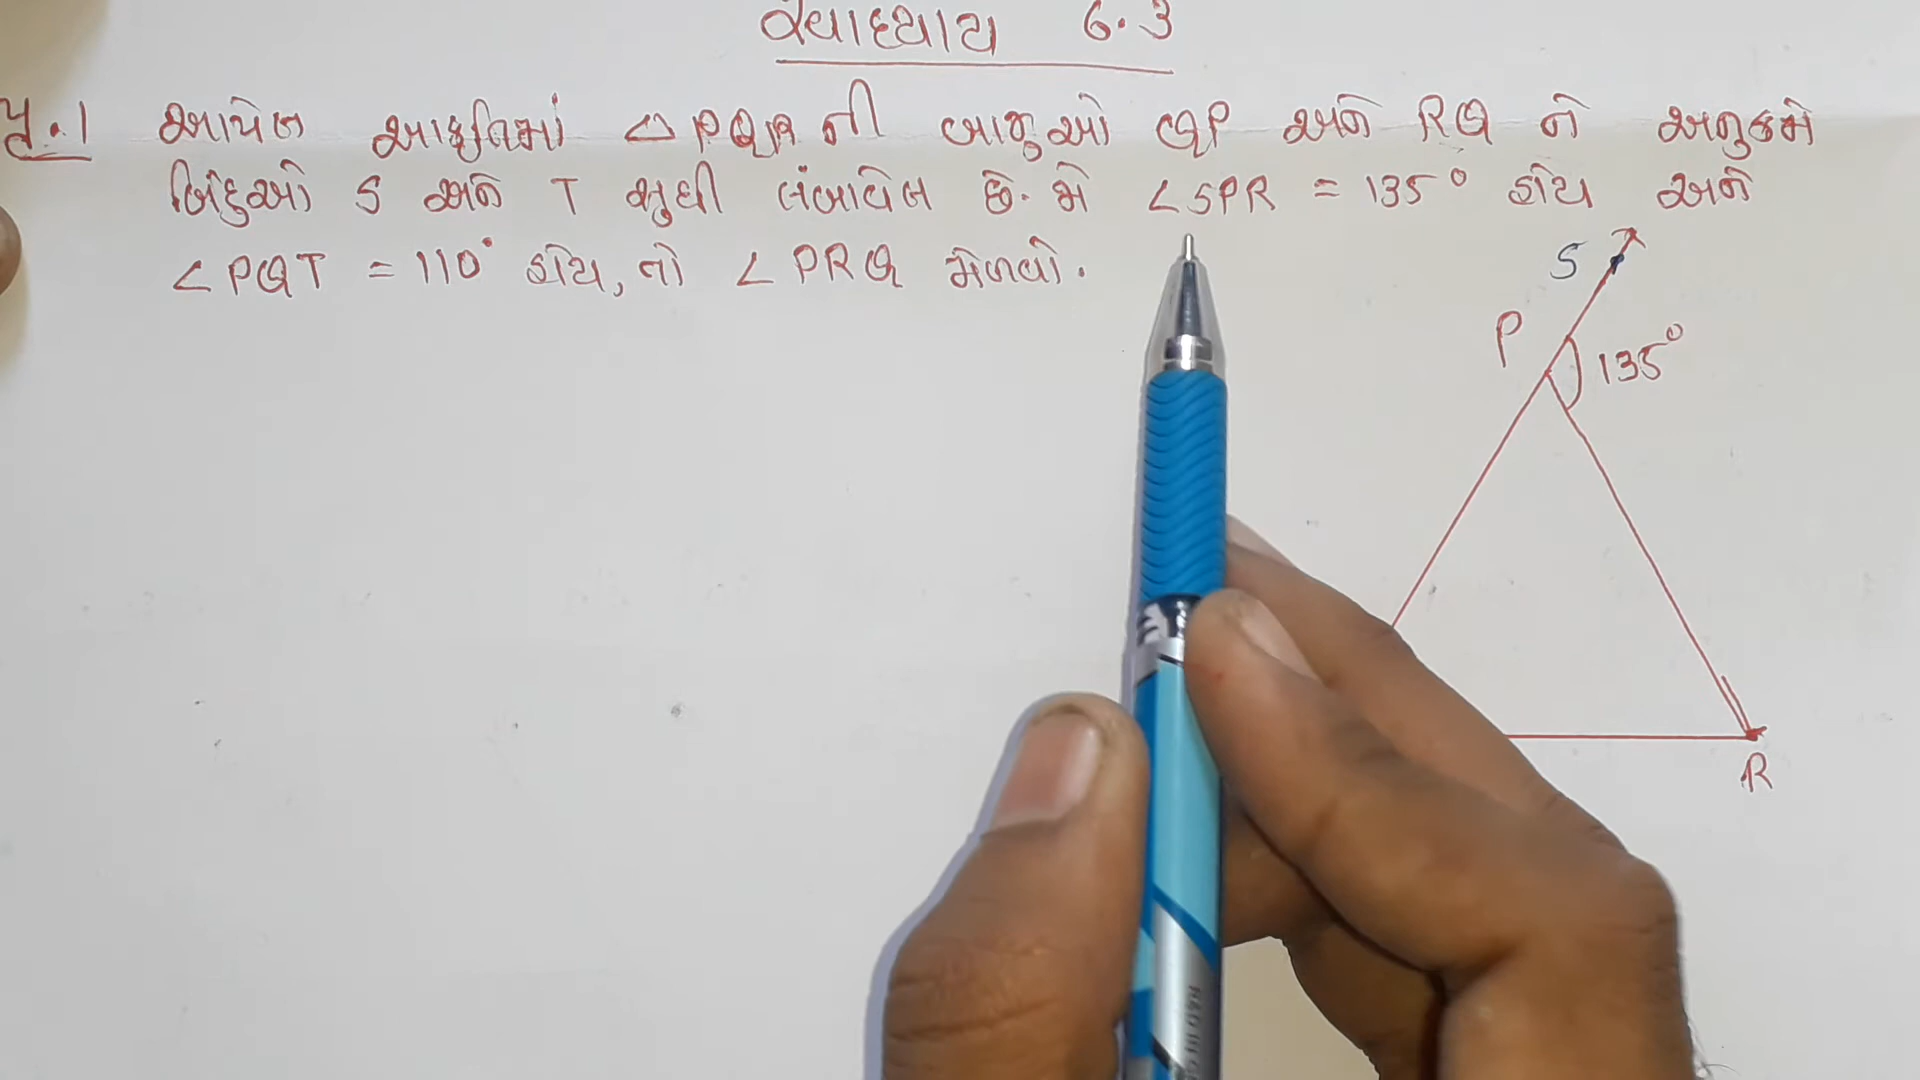 સ્વાધ્યાય 6.3
પ્ર.1 આપેલ આકૃતિમાં △PQR ની બાજુઓ QP અને RQ ને અનુક્રમે
બિંદુઓ S અને T સુધી લંબાવેલ છે. જો ∠SPR = 135° હોય અને
∠PQT = 110° હોય, તો ∠PRQ મેળવો.
S
P
135°
R